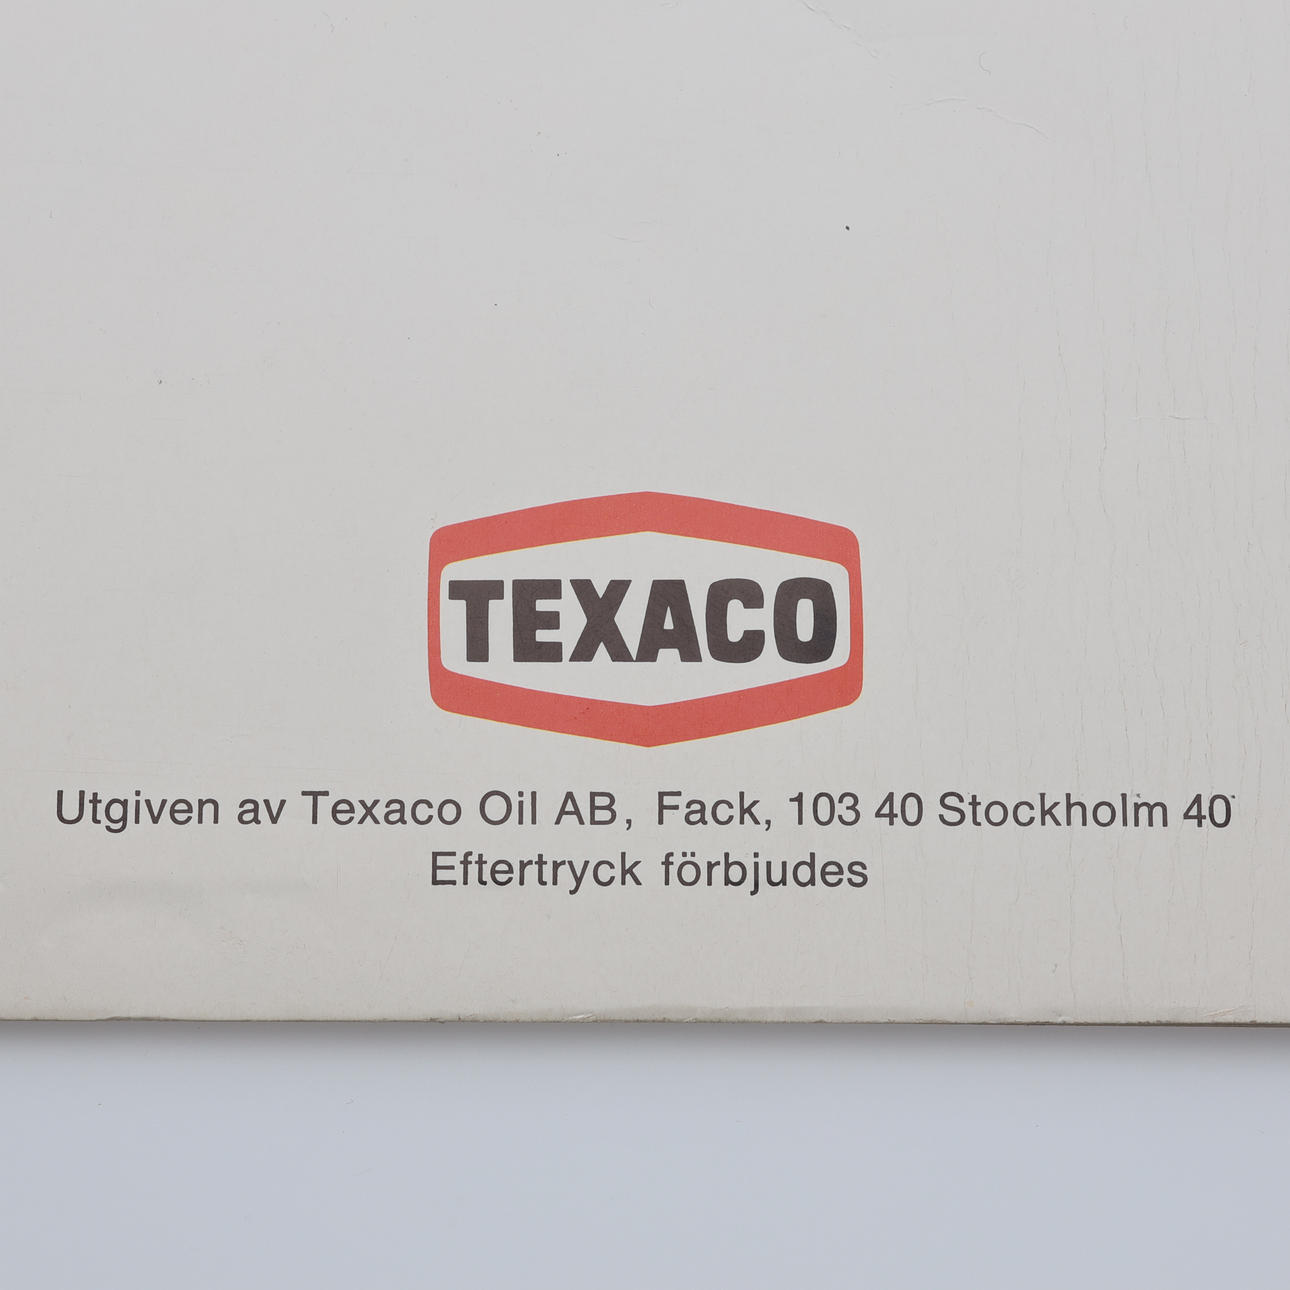 TEXACO
Utgiven av Texaco Oil AB, Fack, 103 40 Stockholm 40
Eftertryck förbjudes